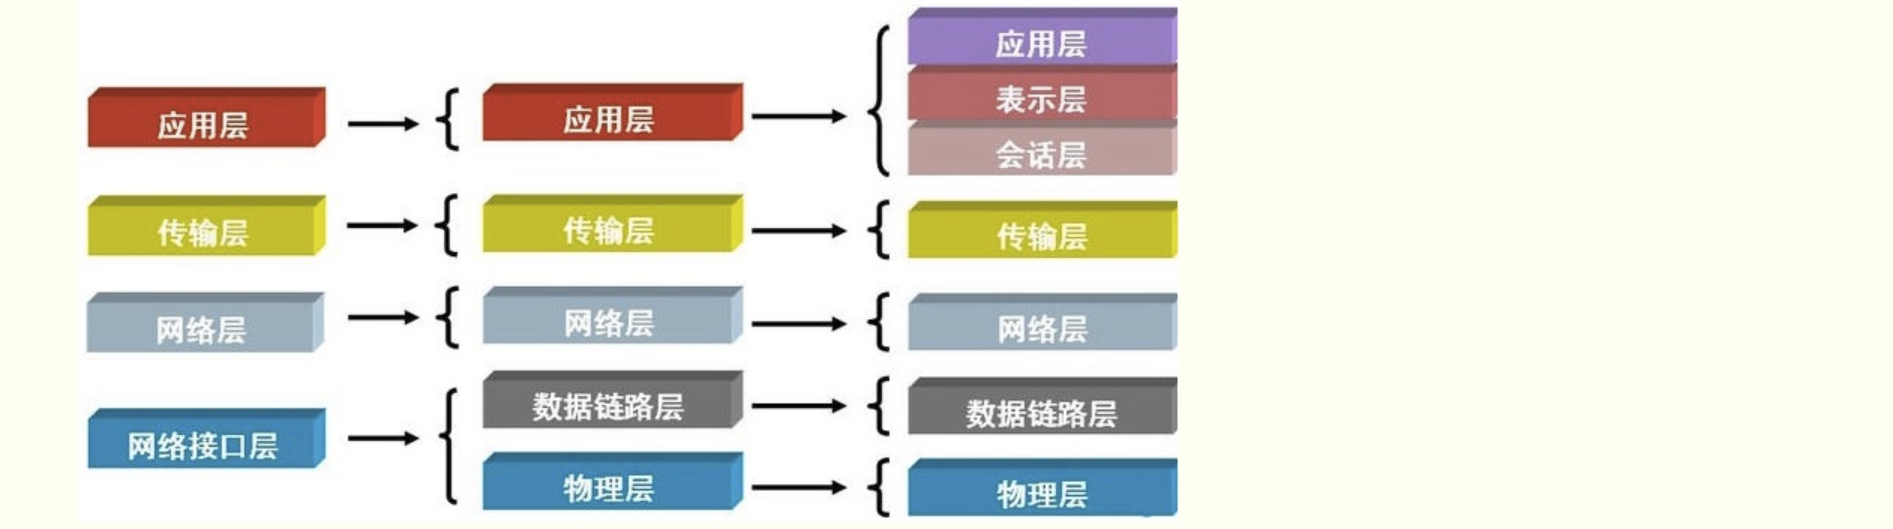 应用层
传输层
网络层
网络接口层
应用层
传输层
网络层
数据链路层
物理层
应用层
表示层
会话层
传输层
网络层
数据链路层
物理层